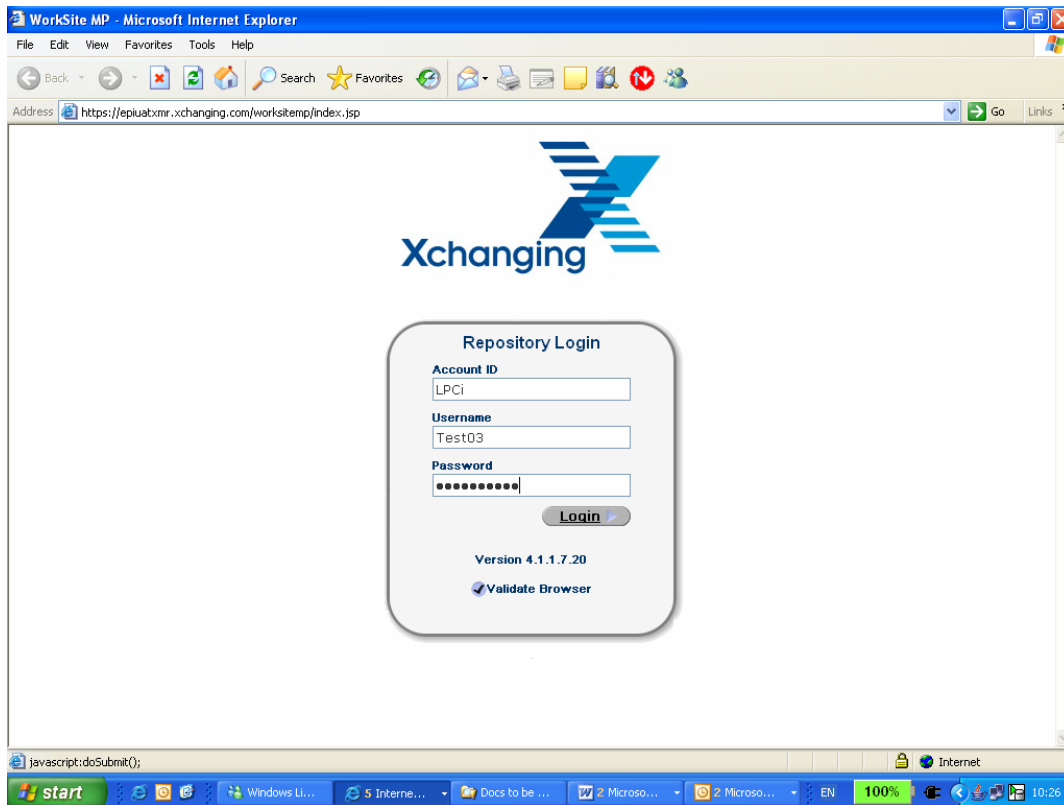 WorkSite MP - Microsoft Internet Explorer
File Edit View Favorites Tools Help
Back Search Favorites
Address https://epiuatxmr.xchanging.com/worksitemp/index.jsp Go Links
Xchanging
Repository Login
Account ID
LPCi
Username
Test03
Password
••••••••••
Login
Version 4.1.1.7.20
Validate Browser
javascript:doSubmit(); Internet
start Windows Li... 5 Interne... Docs to be ... 2 Microso... 2 Microso... EN 100% 10:26